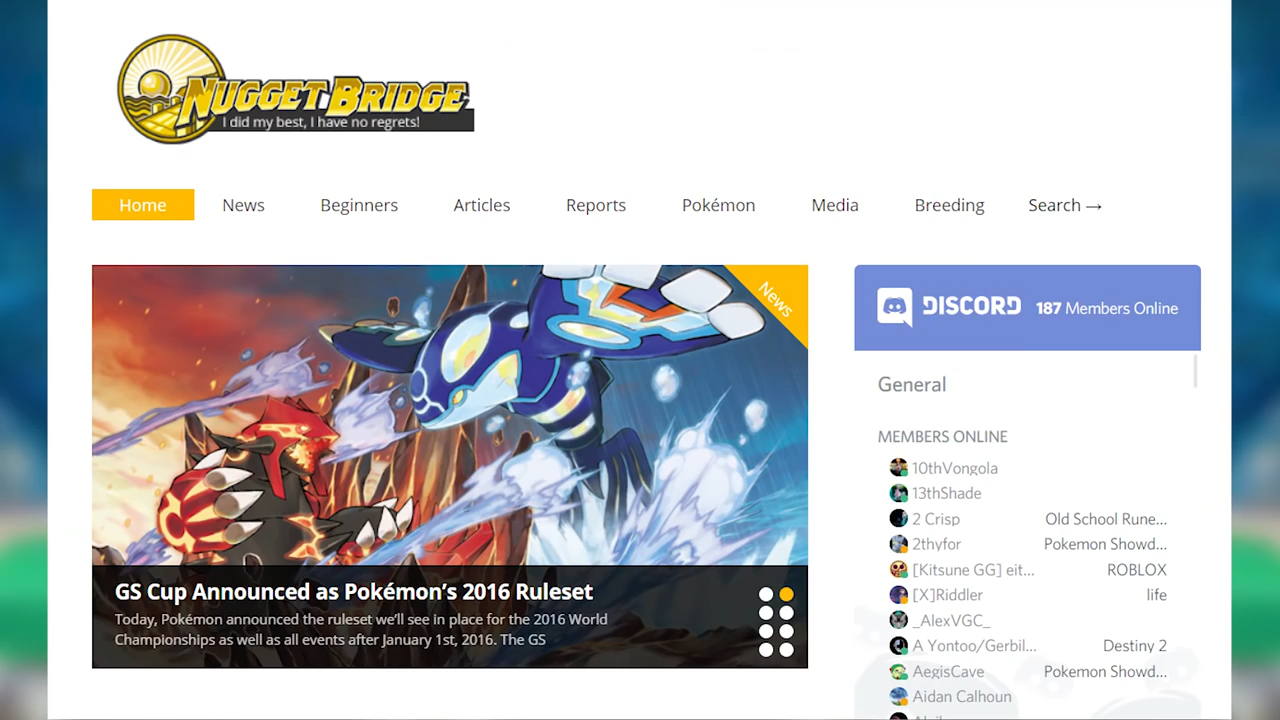 NUGGET BRIDGE
I did my best, I have no regrets!
Home News Beginners Articles Reports Pokémon Media Breeding Search →
News
GS Cup Announced as Pokémon's 2016 Ruleset
Today, Pokémon announced the ruleset we'll see in place for the 2016 World
Championships as well as all events after January 1st, 2016. The GS
DISCORD 187 Members Online
General
MEMBERS ONLINE
10thVongola
13thShade
2 Crisp Old School Rune...
2thyfor Pokemon Showd...
[Kitsune GG] eit... ROBLOX
[X]Riddler life
_AlexVGC_
A Yontoo/Gerbil... Destiny 2
AegisCave Pokemon Showd...
Aidan Calhoun